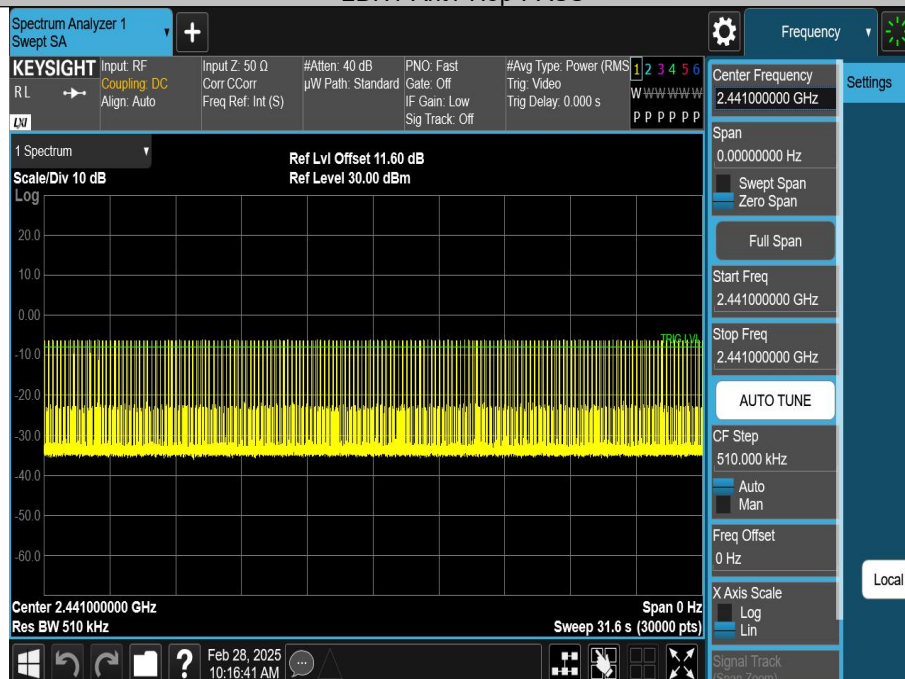 Spectrum Analyzer 1
Swept SA
Frequency
KEYSIGHT
RL
LXI
Input: RF
Coupling: DC
Align: Auto
Input Z: 50 Ω
Corr CCorr
Freq Ref: Int (S)
#Atten: 40 dB
µW Path: Standard
PNO: Fast
Gate: Off
IF Gain: Low
Sig Track: Off
#Avg Type: Power (RMS
Trig: Video
Trig Delay: 0.000 s
1 2 3 4 5 6
W W W W W W
P P P P P P
1 Spectrum
Scale/Div 10 dB
Log
Ref Lvl Offset 11.60 dB
Ref Level 30.00 dBm
20.0
10.0
0.00
-10.0
-20.0
-30.0
-40.0
-50.0
-60.0
TRIG LVL
Center 2.441000000 GHz
Res BW 510 kHz
Span 0 Hz
Sweep 31.6 s (30000 pts)
Center Frequency
2.441000000 GHz
Settings
Span
0.00000000 Hz
Swept Span
Zero Span
Full Span
Start Freq
2.441000000 GHz
Stop Freq
2.441000000 GHz
AUTO TUNE
CF Step
510.000 kHz
Auto
Man
Freq Offset
0 Hz
Local
X Axis Scale
Log
Lin
Signal Track
(Span Zoom)
?
Feb 28, 2025
10:16:41 AM